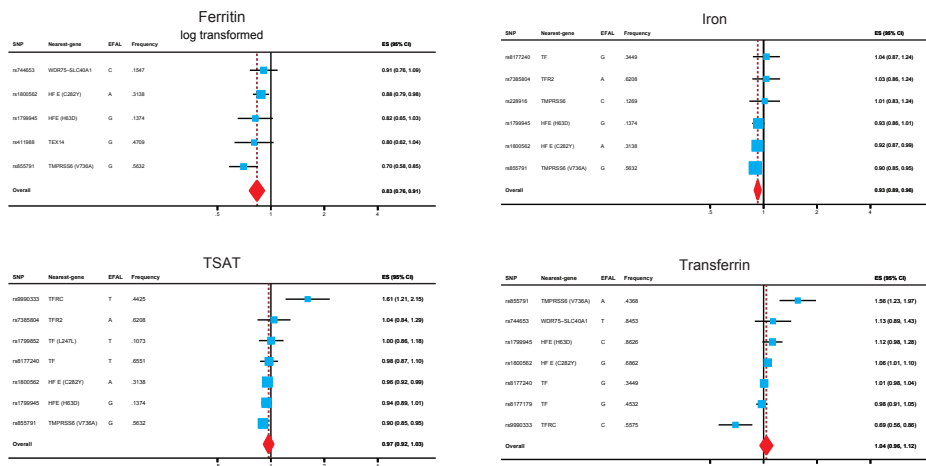 Ferritin
log transformed
SNP Nearest-gene EFAL Frequency ES (95% CI)
rs744653 WDR75-SLC40A1 C .1547 0.91 (0.76, 1.09)
rs1800562 HF E (C282Y) A .3138 0.88 (0.79, 0.98)
rs1799945 HFE (H63D) G .1374 0.82 (0.65, 1.03)
rs411988 TEX14 G .4769 0.80 (0.62, 1.04)
rs855791 TMPRSS6 (V736A) G .5632 0.70 (0.58, 0.85)
Overall 0.83 (0.76, 0.91)
.5 1 2 4
Iron
SNP Nearest-gene EFAL Frequency ES (95% CI)
rs8177240 TF G .3449 1.04 (0.87, 1.24)
rs7385804 TFR2 A .6208 1.03 (0.86, 1.24)
rs228916 TMPRSS6 C .1269 1.01 (0.83, 1.24)
rs1799945 HFE (H63D) G .1374 0.93 (0.86, 1.01)
rs1800562 HF E (C282Y) A .3138 0.92 (0.87, 0.99)
rs855791 TMPRSS6 (V736A) G .5632 0.90 (0.85, 0.95)
Overall 0.93 (0.89, 0.96)
.5 1 2 4
TSAT
SNP Nearest-gene EFAL Frequency ES (95% CI)
rs9990333 TFRC T .4425 1.61 (1.21, 2.15)
rs7385804 TFR2 A .6208 1.04 (0.84, 1.29)
rs1799852 TF (L247L) T .1073 1.00 (0.86, 1.18)
rs8177240 TF T .6551 0.98 (0.87, 1.10)
rs1800562 HF E (C282Y) A .3138 0.96 (0.92, 0.99)
rs1799945 HFE (H63D) G .1374 0.94 (0.89, 1.01)
rs855791 TMPRSS6 (V736A) G .5632 0.90 (0.85, 0.95)
Overall 0.97 (0.92, 1.03)
.5 1 2 4
Transferrin
SNP Nearest-gene EFAL Frequency ES (95% CI)
rs855791 TMPRSS6 (V736A) A .4368 1.56 (1.23, 1.97)
rs744653 WDR75-SLC40A1 T .8453 1.13 (0.89, 1.43)
rs1799945 HFE (H63D) C .8626 1.12 (0.98, 1.28)
rs1800562 HF E (C282Y) G .6862 1.06 (1.01, 1.10)
rs8177240 TF G .3449 1.01 (0.98, 1.04)
rs8177179 TF G .4532 0.98 (0.91, 1.05)
rs9990333 TFRC C .5575 0.69 (0.56, 0.86)
Overall 1.04 (0.96, 1.12)
.5 1 2 4